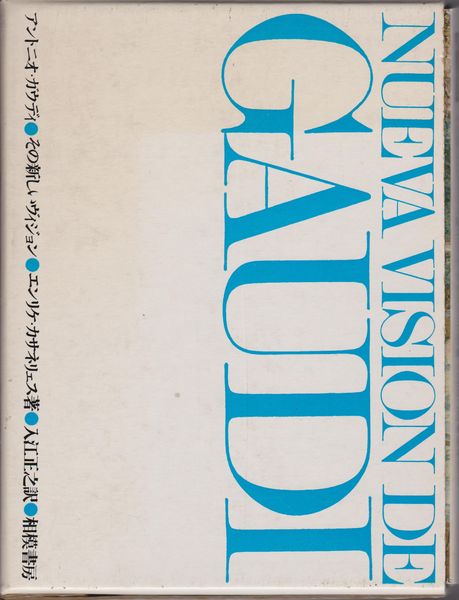 NUEVA VISION DE
GAUDI
アントニオ・ガウディ●その新しいヴィジョン●エンリケ・カサネリェス著●入江正之訳●相模書房